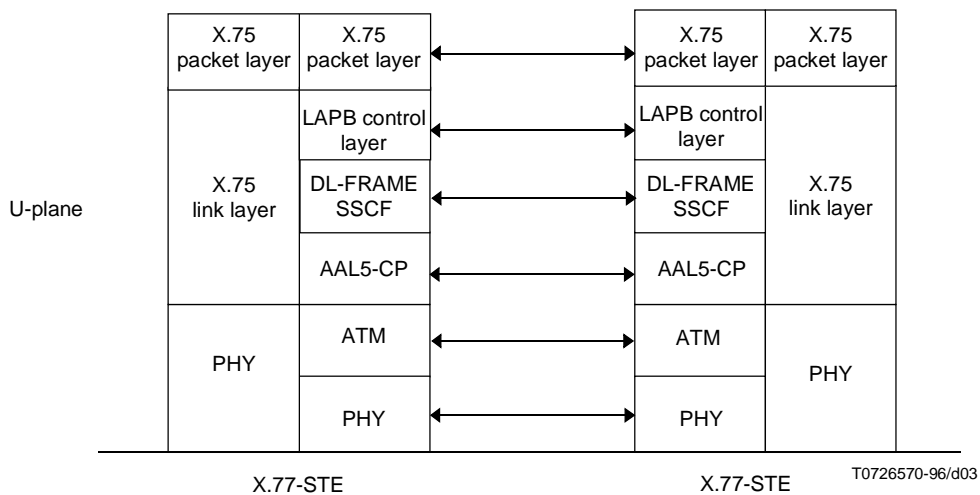 X.75
packet layer
X.75
packet layer
X.75
packet layer
X.75
packet layer
LAPB control
layer
LAPB control
layer
U-plane
X.75
link layer
DL-FRAME
SSCF
DL-FRAME
SSCF
X.75
link layer
AAL5-CP
AAL5-CP
PHY
ATM
ATM
PHY
PHY
PHY
X.77-STE
X.77-STE
T0726570-96/d03